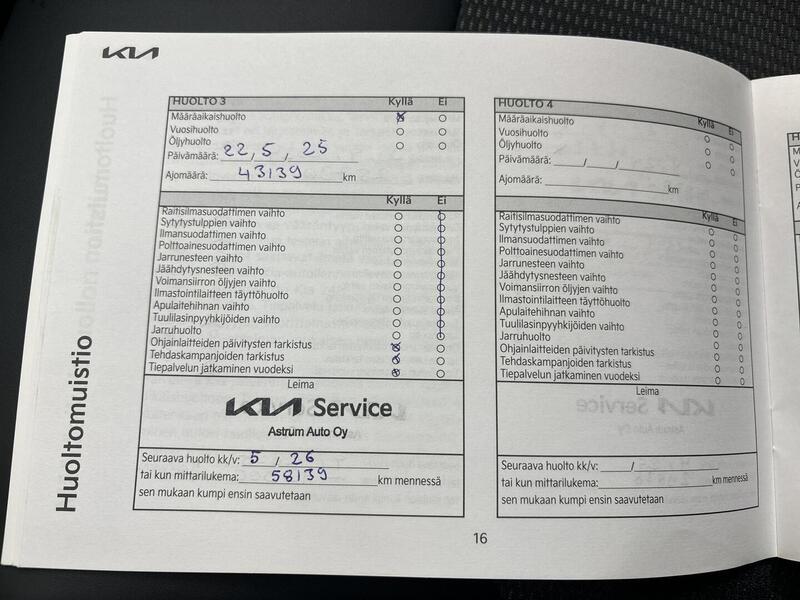 KIA
Huoltomuistio
HUOLTO 3 Kyllä Ei
Määräaikaishuolto
Vuosihuolto
Öljyhuolto
Päivämäärä: 22, 5, 25
Ajomäärä: 43139 km
Kyllä Ei
Raitisilmasuodattimen vaihto
Sytytystulppien vaihto
Ilmansuodattimen vaihto
Polttoainesuodattimen vaihto
Jarrunesteen vaihto
Jäähdytysnesteen vaihto
Voimansiirron öljyjen vaihto
Ilmastointilaitteen täyttöhuolto
Apulaitehihnan vaihto
Tuulilasinpyyhkijöiden vaihto
Jarruhuolto
Ohjainlaitteiden päivitysten tarkistus
Tehdaskampanjoiden tarkistus
Tiepalvelun jatkaminen vuodeksi
Leima
KIA Service
Astrum Auto Oy
Seuraava huolto kk/v: 5 / 26
tai kun mittarilukema: 58139 km mennessä
sen mukaan kumpi ensin saavutetaan
HUOLTO 4 Kyllä Ei
Määräaikaishuolto
Vuosihuolto
Öljyhuolto
Päivämäärä: / /
Ajomäärä: km
Kyllä Ei
Raitisilmasuodattimen vaihto
Sytytystulppien vaihto
Ilmansuodattimen vaihto
Polttoainesuodattimen vaihto
Jarrunesteen vaihto
Jäähdytysnesteen vaihto
Voimansiirron öljyjen vaihto
Ilmastointilaitteen täyttöhuolto
Apulaitehihnan vaihto
Tuulilasinpyyhkijöiden vaihto
Jarruhuolto
Ohjainlaitteiden päivitysten tarkistus
Tehdaskampanjoiden tarkistus
Tiepalvelun jatkaminen vuodeksi
Leima
Seuraava huolto kk/v: /
tai kun mittarilukema: km mennessä
sen mukaan kumpi ensin saavutetaan
16